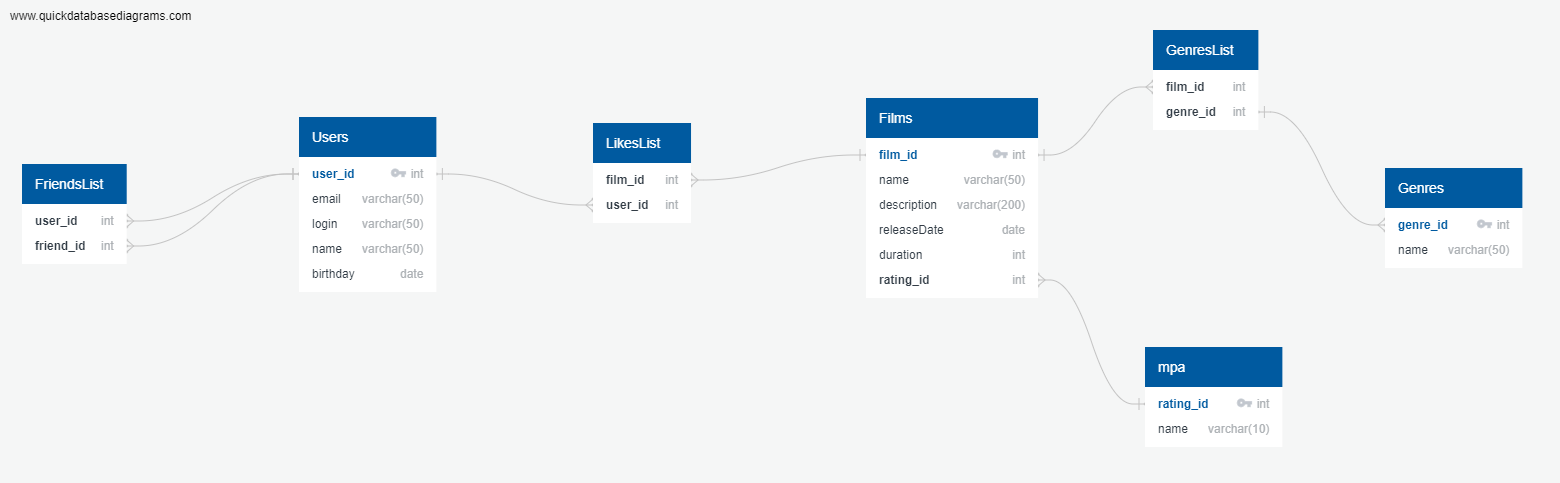 www.quickdatabasediagrams.com
FriendsList
user_id int
friend_id int
Users
user_id int
email varchar(50)
login varchar(50)
name varchar(50)
birthday date
LikesList
film_id int
user_id int
Films
film_id int
name varchar(50)
description varchar(200)
releaseDate date
duration int
rating_id int
GenresList
film_id int
genre_id int
Genres
genre_id int
name varchar(50)
mpa
rating_id int
name varchar(10)